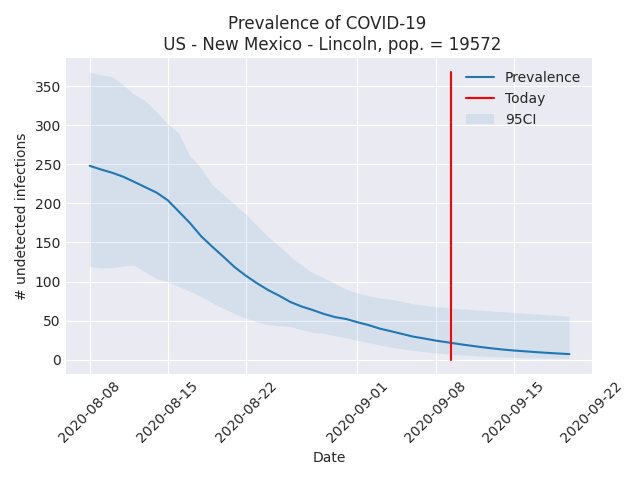 Prevalence of COVID-19
US - New Mexico - Lincoln, pop. = 19572
# undetected infections
350
300
250
200
150
100
50
0
Prevalence
Today
95CI
2020-08-08
2020-08-15
2020-08-22
2020-09-01
2020-09-08
2020-09-15
2020-09-22
Date